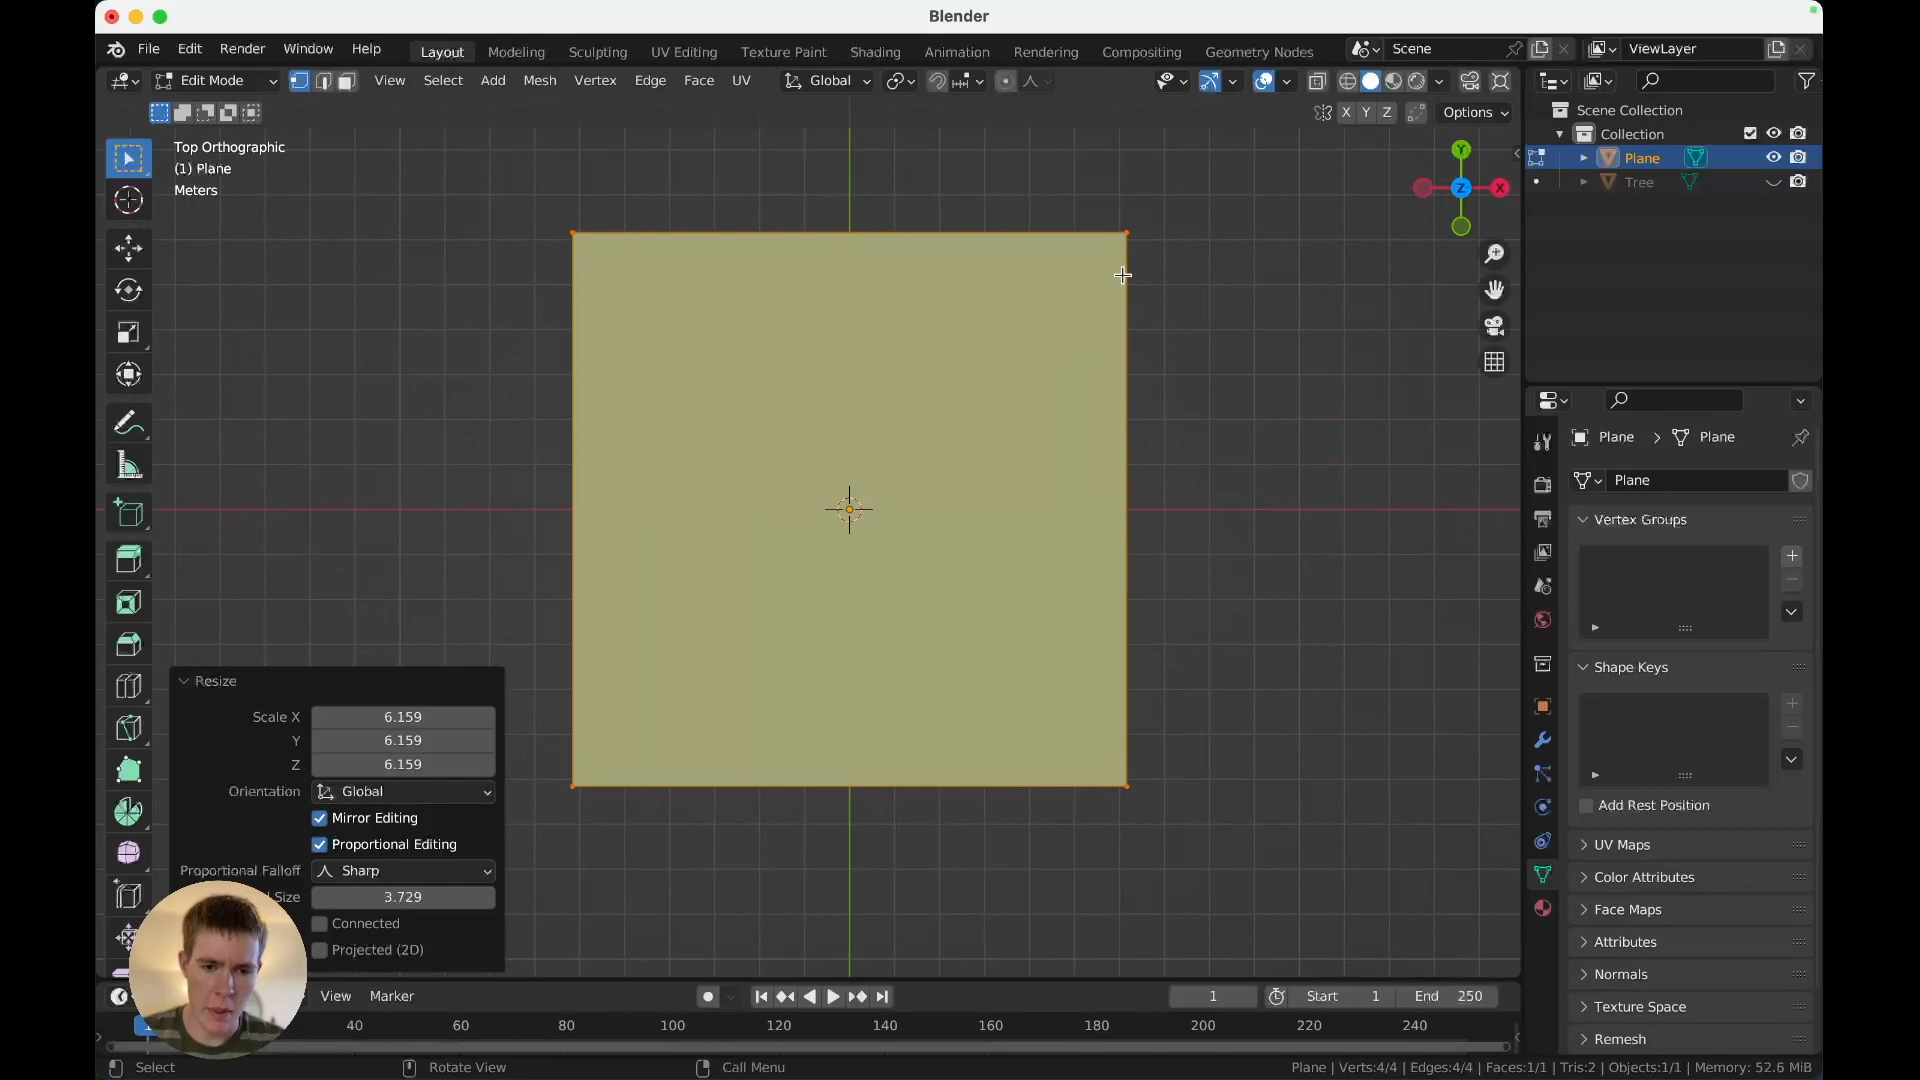 Blender
File Edit Render Window Help Layout Modeling Sculpting UV Editing Texture Paint Shading Animation Rendering Compositing Geometry Nodes Scene ViewLayer
Edit Mode View Select Add Mesh Vertex Edge Face UV Global
X Y Z Options
Top Orthographic
(1) Plane
Meters
Y
Z X
Scene Collection
Collection
Plane
Tree
Plane > Plane
Plane
Vertex Groups
Shape Keys
Add Rest Position
UV Maps
Color Attributes
Face Maps
Attributes
Normals
Texture Space
Remesh
Resize
Scale X 6.159
Y 6.159
Z 6.159
Orientation Global
Mirror Editing
Proportional Editing
Proportional Falloff Sharp
Size 3.729
Connected
Projected (2D)
View Marker 1 Start 1 End 250
40 60 80 100 120 140 160 180 200 220 240
Select Rotate View Call Menu Plane | Verts:4/4 | Edges:4/4 | Faces:1/1 | Tris:2 | Objects:1/1 | Memory: 52.6 MiB